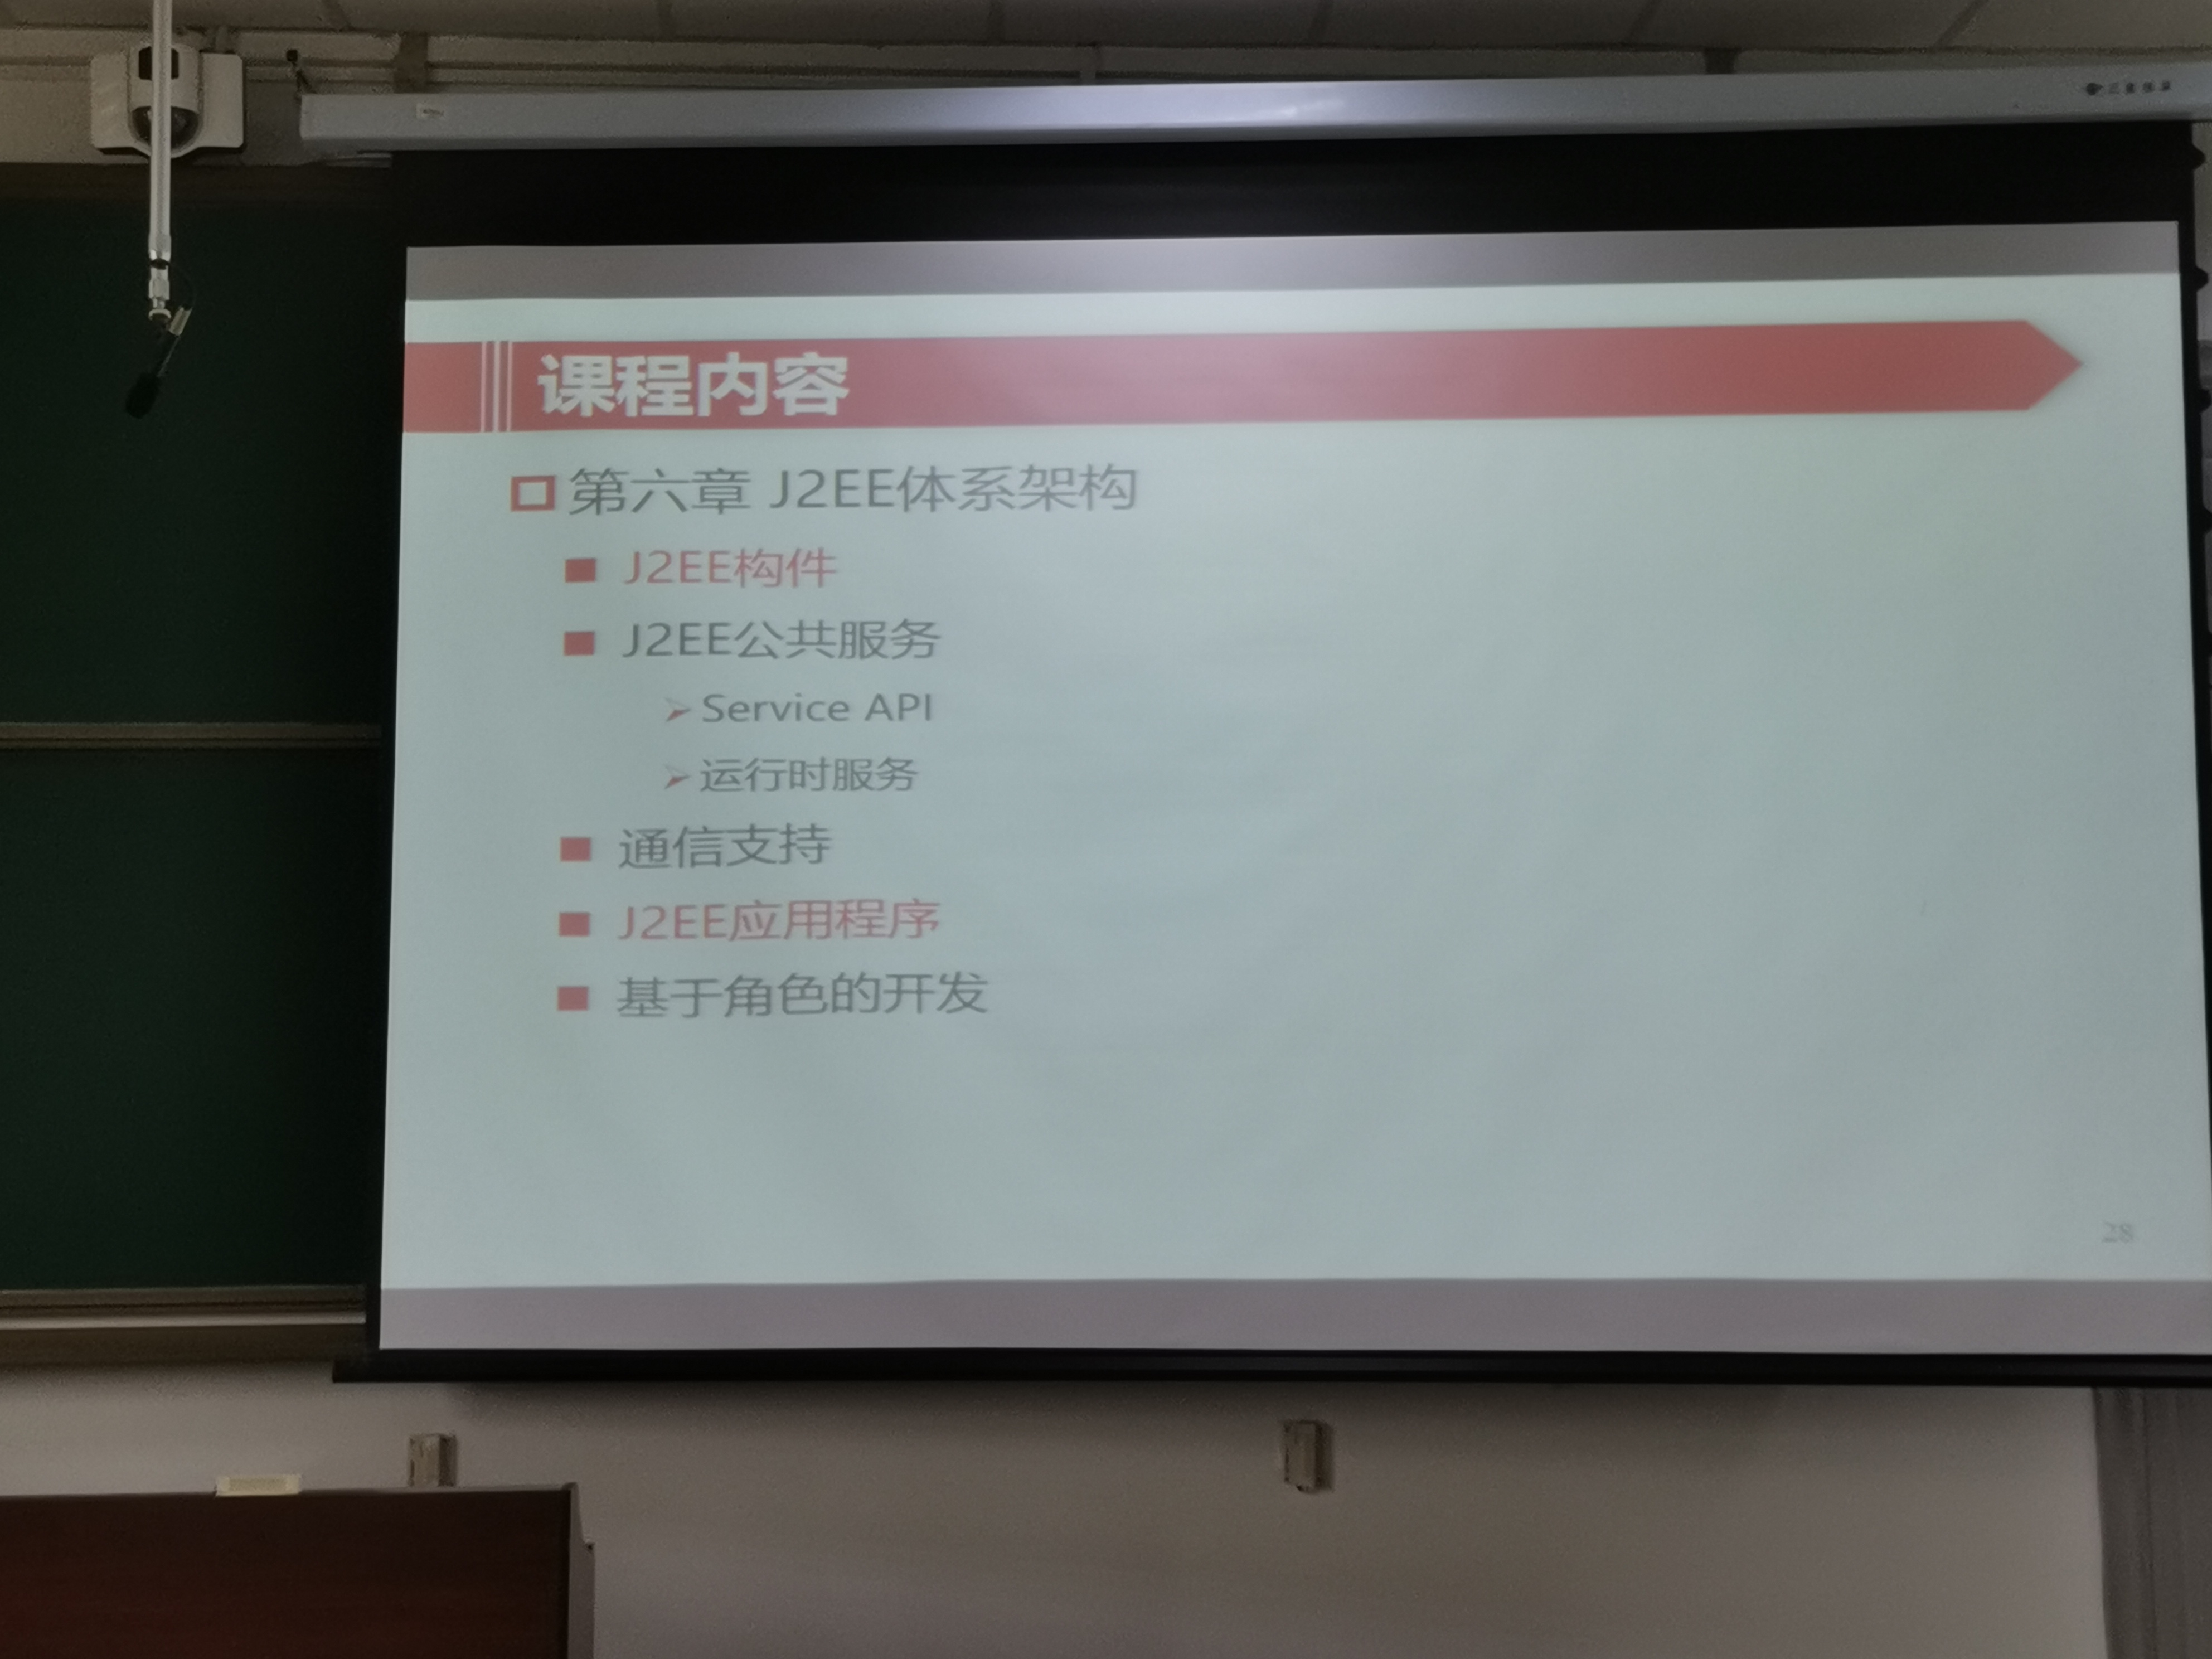 课程内容
第六章 J2EE体系架构
J2EE构件
J2EE公共服务
Service API
运行时服务
通信支持
J2EE应用程序
基于角色的开发
28